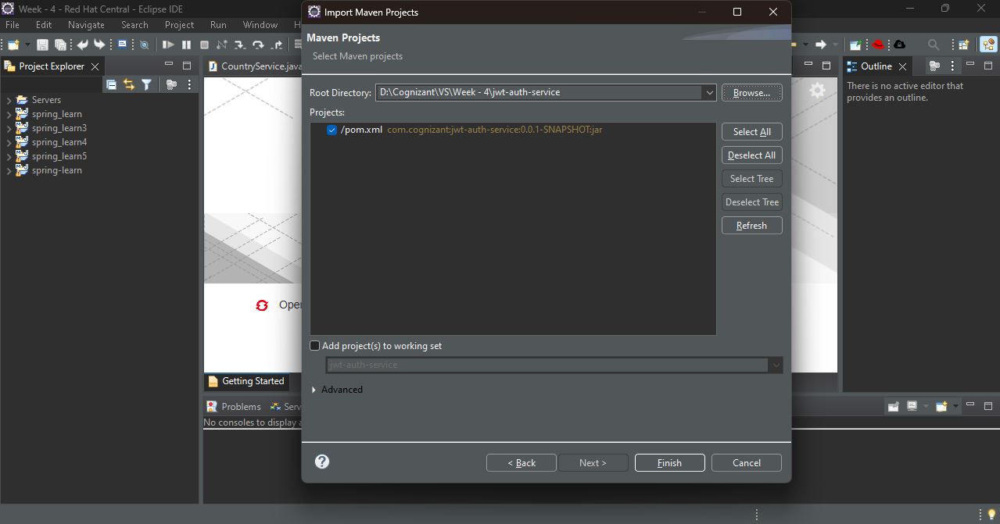 Week - 4 - Red Hat Central - Eclipse IDE
File Edit Navigate Search Project Run Window
Project Explorer
Servers
spring_learn
spring_learn3
spring_learn4
spring_learn5
spring-learn
CountryService.java
Getting Started
Problems
No consoles to display
Import Maven Projects
Maven Projects
Select Maven projects
Root Directory: D:\Cognizant\VS\Week - 4\jwt-auth-service Browse...
Projects:
/pom.xml com.cognizant:jwt-auth-service:0.0.1-SNAPSHOT:jar
Select All
Deselect All
Select Tree
Deselect Tree
Refresh
Add project(s) to working set
jwt-auth-service
Advanced
< Back Next > Finish Cancel
Outline
There is no active editor that
provides an outline.